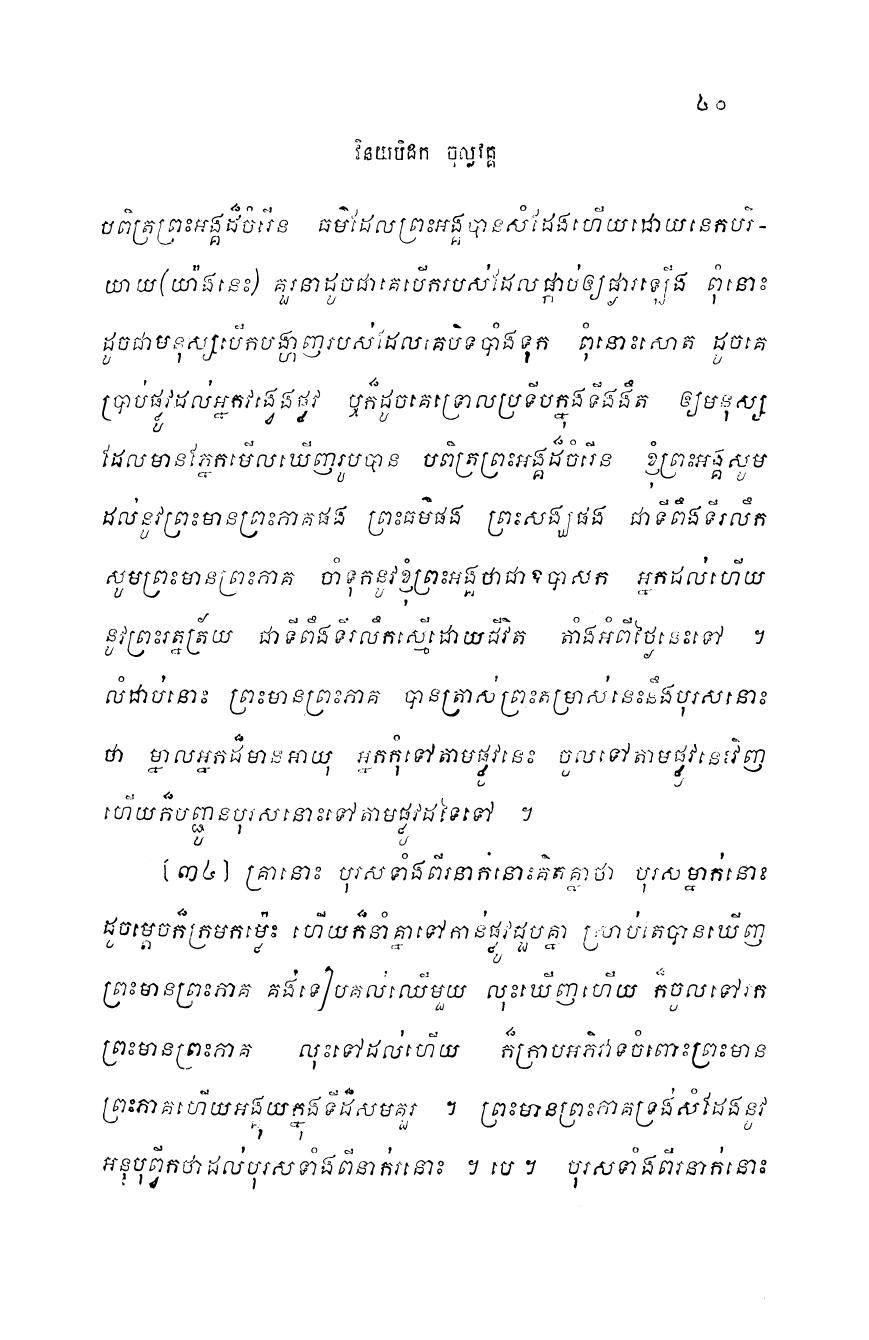 ៤០
វិនយបិដក ចុល្លវគ្គ
បពិត្រព្រះអង្គដ៏ចំរើន ធម៌ដែលព្រះអង្គបានសំដែងហើយដោយនេកបរិ-
យាយ(យ៉ាងនេះ) គួរនាដូចជាគេបើករបស់ដែលផ្កាប់ឲ្យផ្ងារឡើង ពុំនោះ
ដូចជាមនុស្សបើកបង្ហាញរបស់ដែលគេបិទបាំងទុក ពុំនោះសោត ដូចគេ
ប្រាប់ផ្លូវដល់អ្នកវង្វេងផ្លូវ ឬក៏ដូចគេទ្រោលប្រទីបក្នុងទីងងឹត ឲ្យមនុស្ស
ដែលមានភ្នែកមើលឃើញរូបបាន បពិត្រព្រះអង្គដ៏ចំរើន ខ្ញុំព្រះអង្គសូម
ដល់នូវព្រះមានព្រះភាគផង ព្រះធម៌ផង ព្រះសង្ឃផង ជាទីពឹងទីរលឹក
សូមព្រះមានព្រះភាគ ចាំទុកនូវខ្ញុំព្រះអង្គថាជាឧបាសក អ្នកដល់ហើយ
នូវព្រះរត្នត្រ័យ ជាទីពឹងទីរលឹកស្មើដោយជីវិត តាំងអំពីថ្ងៃនេះទៅ ។
លំដាប់នោះ ព្រះមានព្រះភាគ បានត្រាស់ព្រះតម្រាស់នេះនឹងបុរសនោះ
ថា ម្នាលអ្នកដ៏មានអាយុ អ្នកកុំទៅតាមផ្លូវនេះ ចូលទៅតាមផ្លូវនេះវិញ
ហើយក៏បញ្ជូនបុរសនោះទៅតាមផ្លូវដទៃទៅ ។
(៣៤) គ្រានោះ បុរសទាំងពីរនាក់នោះគិតគ្នាថា បុរសម្នាក់នោះ
ដូចម្តេចក៏ក្រមកម្ល៉េះ ហើយក៏នាំគ្នាទៅកាន់ផ្លូវជួបគ្នា ស្រាប់តែបានឃើញ
ព្រះមានព្រះភាគ គង់ទៀបគល់ឈើមួយ លុះឃើញហើយ ក៏ចូលទៅរក
ព្រះមានព្រះភាគ លុះទៅដល់ហើយ ក៏ក្រាបអភិវាទចំពោះព្រះមាន
ព្រះភាគហើយអង្គុយក្នុងទីដ៏សមគួរ ។ ព្រះមានព្រះភាគទ្រង់សំដែងនូវ
អនុបុព្វីកថាដល់បុរសទាំងពីនាក់រនោះ ។ បេ ។ បុរសទាំងពីរនាក់នោះ